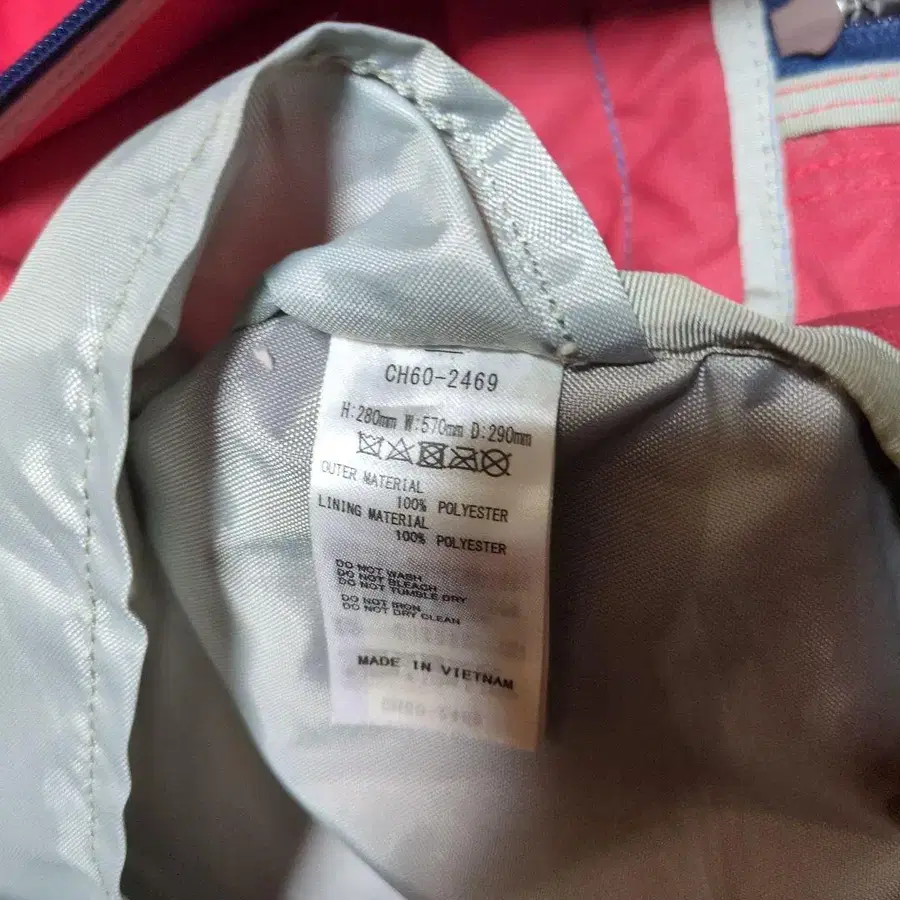 CH60-2469
H:280mm W:570mm D:290mm
OUTER MATERIAL
100% POLYESTER
LINING MATERIAL
100% POLYESTER
DO NOT WASH
DO NOT BLEACH
DO NOT TUMBLE DRY
DO NOT IRON
DO NOT DRY CLEAN
MADE IN VIETNAM